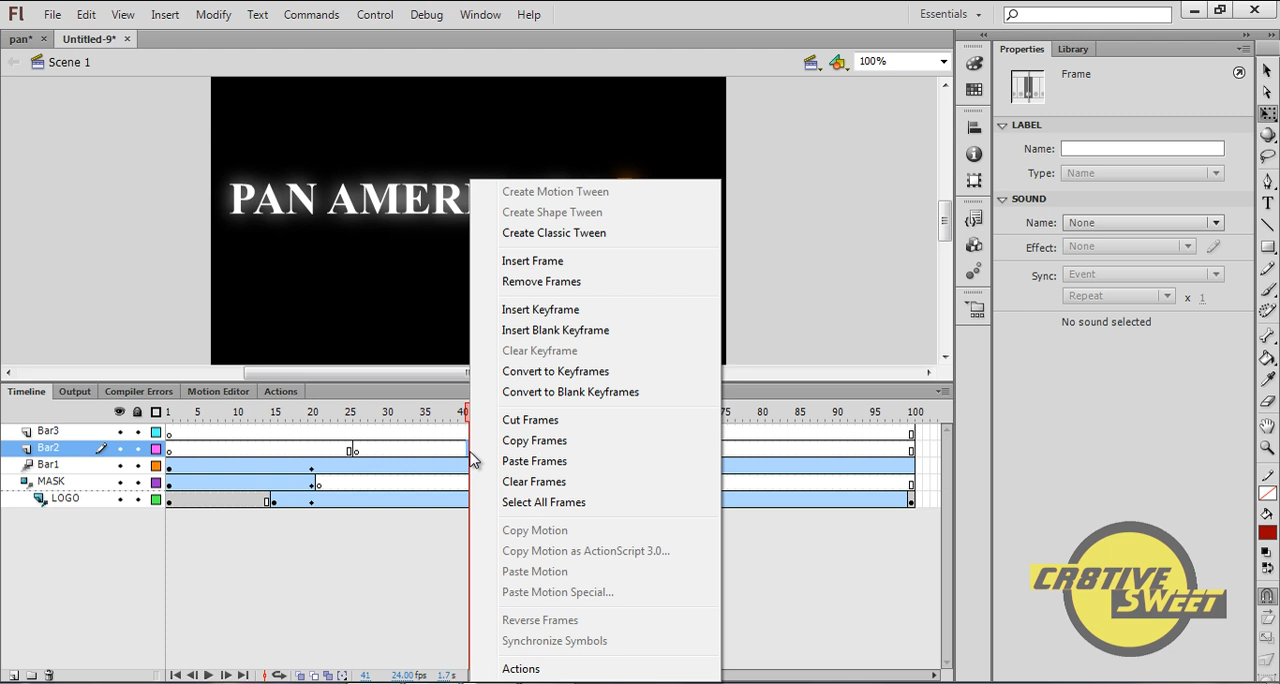 Fl File Edit View Insert Modify Text Commands Control Debug Window Help Essentials
pan* × Untitled-9* ×
Scene 1 100%
Properties Library
Frame
LABEL
Name:
Type: Name
SOUND
Name: None
Effect: None
Sync: Event
Repeat x 1
No sound selected
PAN AMERI
Create Motion Tween
Create Shape Tween
Create Classic Tween
Insert Frame
Remove Frames
Insert Keyframe
Insert Blank Keyframe
Clear Keyframe
Convert to Keyframes
Convert to Blank Keyframes
Cut Frames
Copy Frames
Paste Frames
Clear Frames
Select All Frames
Copy Motion
Copy Motion as ActionScript 3.0...
Paste Motion
Paste Motion Special...
Reverse Frames
Synchronize Symbols
Actions
Timeline Output Compiler Errors Motion Editor Actions
1 5 10 15 20 25 30 35 40 75 80 85 90 95 100
Bar3
Bar2
Bar1
MASK
LOGO
41 24.00 fps 1.7 s
CR8TIVE
SWEET